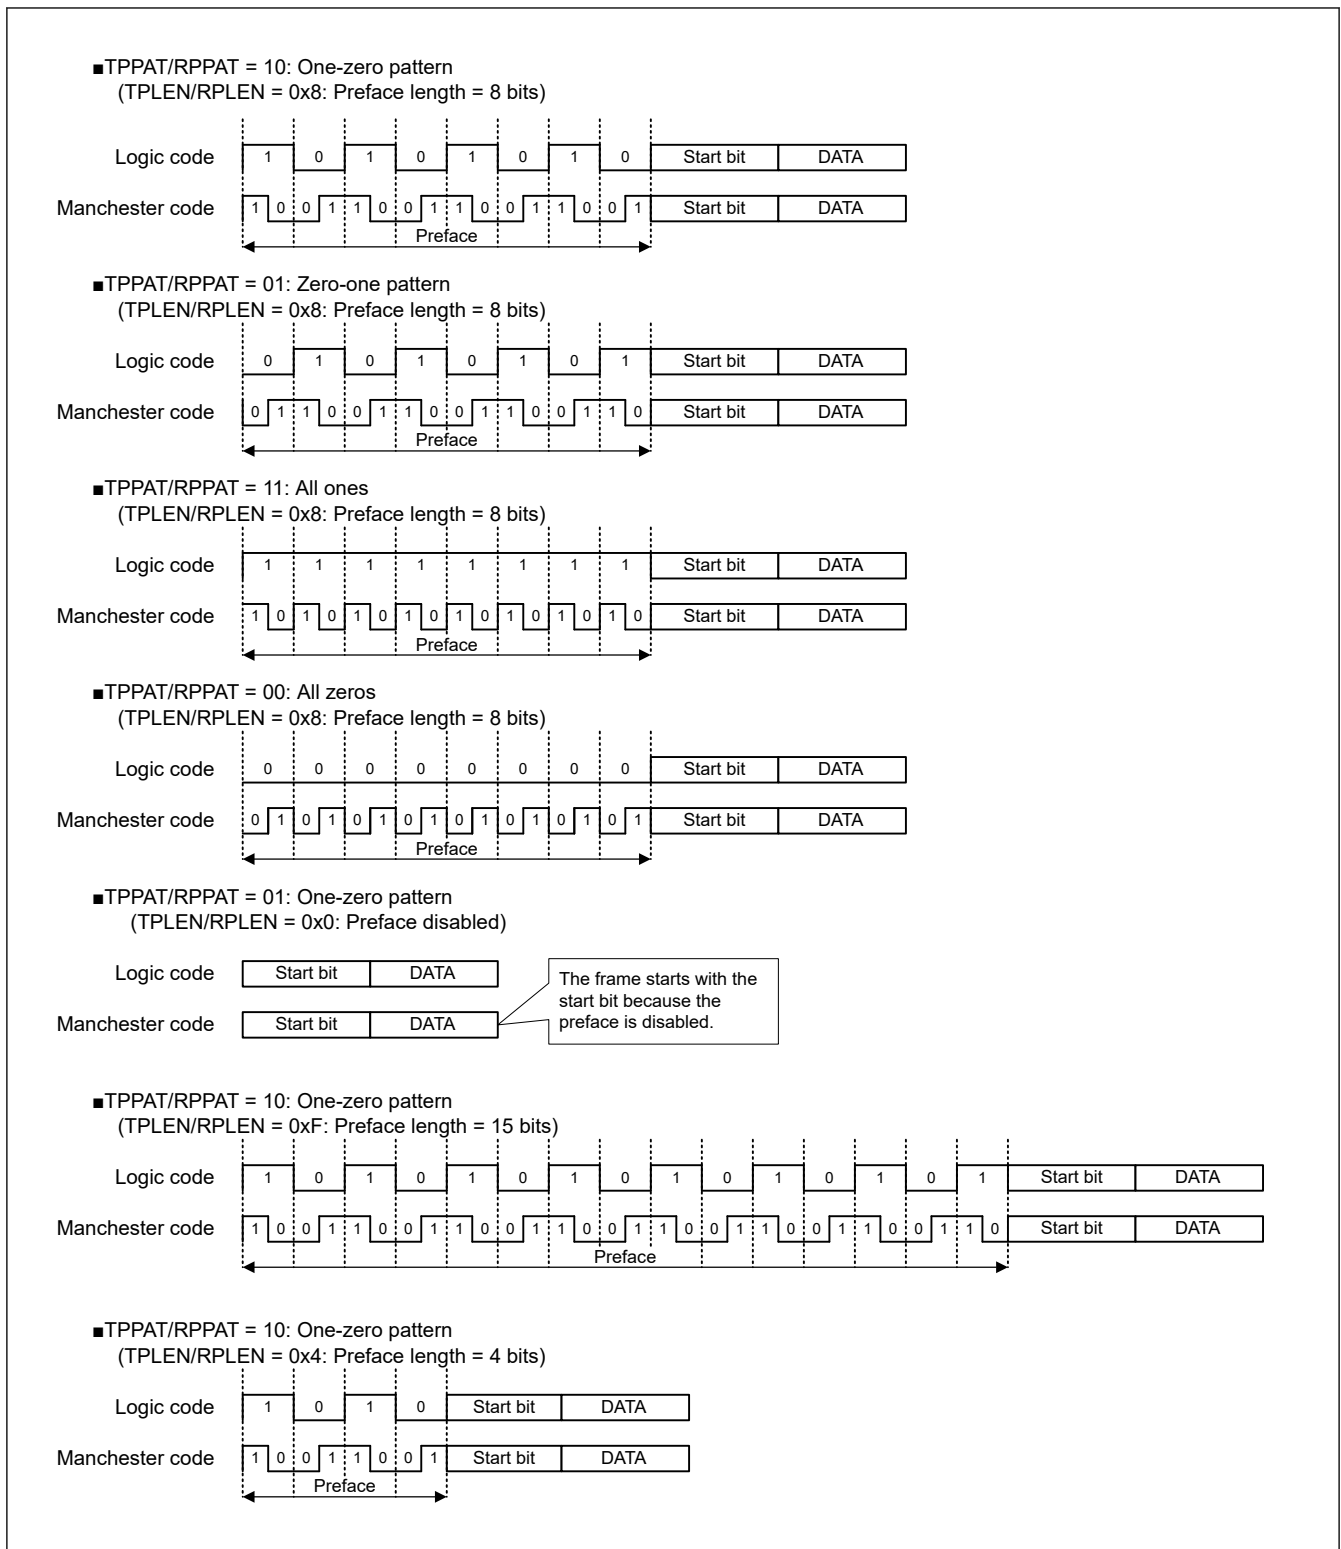 ■TPPAT/RPPAT = 10: One-zero pattern
(TPLEN/RPLEN = 0x8: Preface length = 8 bits)
Logic code 1 0 1 0 1 0 1 0 Start bit DATA
Manchester code 1 0 0 1 1 0 0 1 1 0 0 1 1 0 0 1 Start bit DATA
Preface
■TPPAT/RPPAT = 01: Zero-one pattern
(TPLEN/RPLEN = 0x8: Preface length = 8 bits)
Logic code 0 1 0 1 0 1 0 1 Start bit DATA
Manchester code 0 1 1 0 0 1 1 0 0 1 1 0 0 1 1 0 Start bit DATA
Preface
■TPPAT/RPPAT = 11: All ones
(TPLEN/RPLEN = 0x8: Preface length = 8 bits)
Logic code 1 1 1 1 1 1 1 1 Start bit DATA
Manchester code 1 0 1 0 1 0 1 0 1 0 1 0 1 0 1 0 Start bit DATA
Preface
■TPPAT/RPPAT = 00: All zeros
(TPLEN/RPLEN = 0x8: Preface length = 8 bits)
Logic code 0 0 0 0 0 0 0 0 Start bit DATA
Manchester code 0 1 0 1 0 1 0 1 0 1 0 1 0 1 0 1 Start bit DATA
Preface
■TPPAT/RPPAT = 01: One-zero pattern
(TPLEN/RPLEN = 0x0: Preface disabled)
Logic code Start bit DATA
Manchester code Start bit DATA
The frame starts with the
start bit because the
preface is disabled.
■TPPAT/RPPAT = 10: One-zero pattern
(TPLEN/RPLEN = 0xF: Preface length = 15 bits)
Logic code 1 0 1 0 1 0 1 0 1 0 1 0 1 0 1 Start bit DATA
Manchester code 1 0 0 1 1 0 0 1 1 0 0 1 1 0 0 1 1 0 0 1 1 0 0 1 1 0 0 1 1 0 Start bit DATA
Preface
■TPPAT/RPPAT = 10: One-zero pattern
(TPLEN/RPLEN = 0x4: Preface length = 4 bits)
Logic code 1 0 1 0 Start bit DATA
Manchester code 1 0 0 1 1 0 0 1 Start bit DATA
Preface